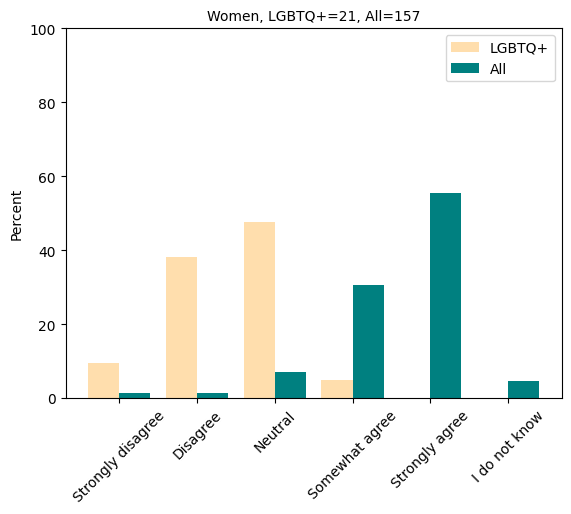 Women, LGBTQ+=21, All=157
100
80
60
40
20
0
Percent
LGBTQ+
All
Strongly disagree
Disagree
Neutral
Somewhat agree
Strongly agree
I do not know